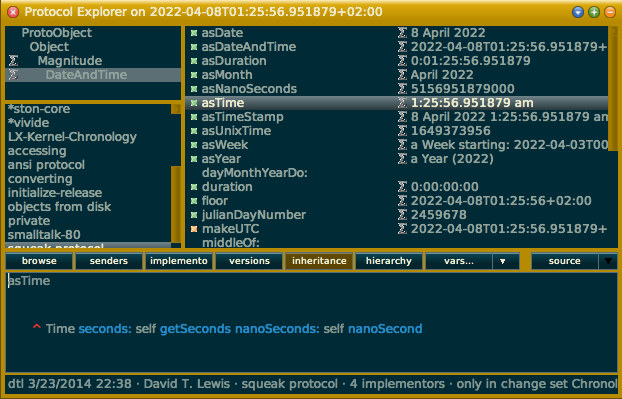 Protocol Explorer on 2022-04-08T01:25:56.951879+02:00
ProtoObject
Object
Magnitude
DateAndTime
*ston-core
*vivide
LX-Kernel-Chronology
accessing
ansi protocol
converting
initialize-release
objects from disk
private
smalltalk-80
squeak protocol
asDate 8 April 2022
asDateAndTime 2022-04-08T01:25:56.951879+
asDuration 0:01:25:56.951879
asMonth April 2022
asNanoSeconds 5156951879000
asTime 1:25:56.951879 am
asTimeStamp 8 April 2022 1:25:56.951879 am
asUnixTime 1649373956
asWeek a Week starting: 2022-04-03T00
asYear a Year (2022)
dayMonthYearDo:
duration 0:00:00:00
floor 2022-04-08T01:25:56+02:00
julianDayNumber 2459678
makeUTC 2022-04-08T01:25:56.951879+
middleOf:
browse senders implemento versions inheritance hierarchy vars... source
asTime
^ Time seconds: self getSeconds nanoSeconds: self nanoSecond
dtl 3/23/2014 22:38 · David T. Lewis · squeak protocol · 4 implementors · only in change set Chronol